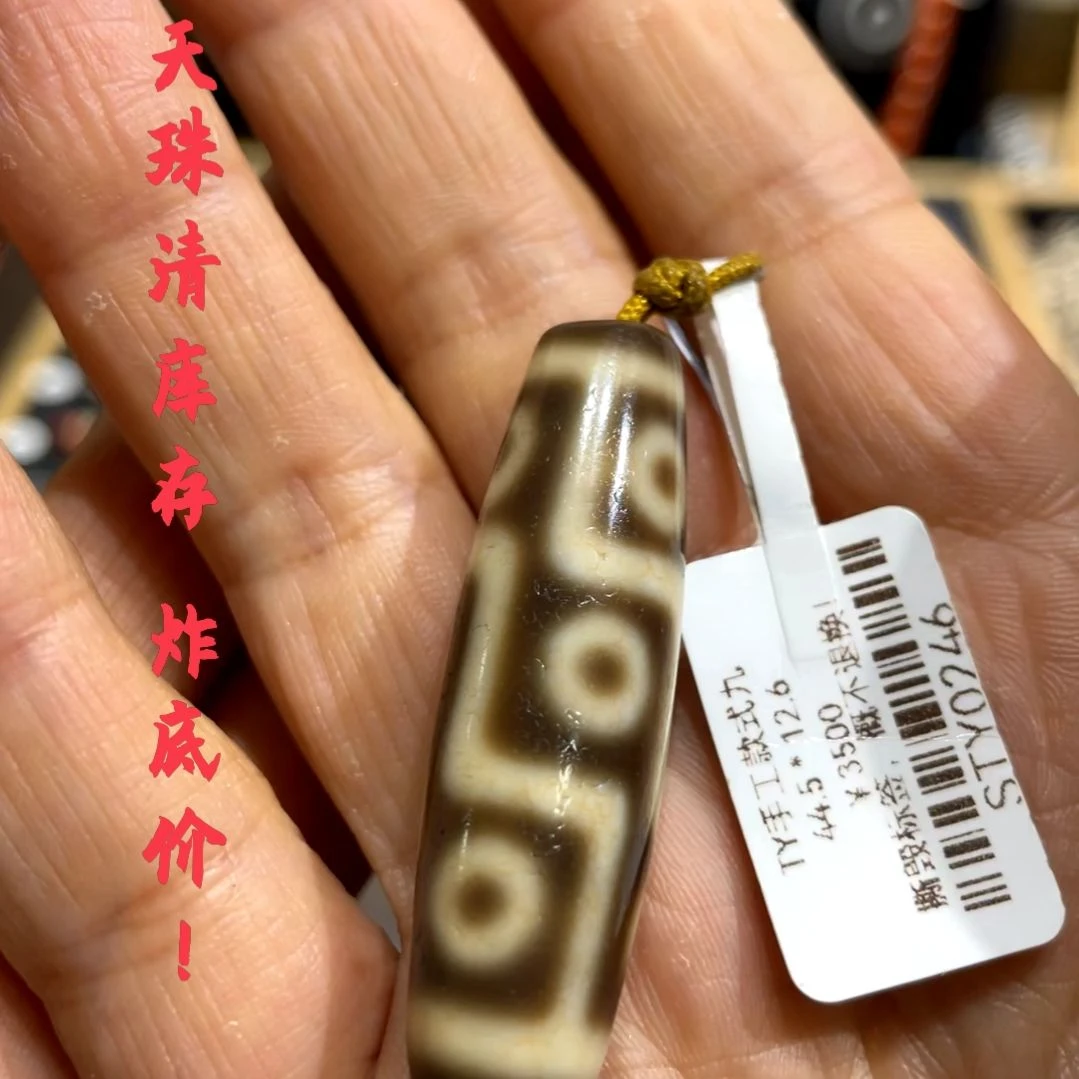 天珠清库存 炸底价！
TY手工款式九
44.5 * 12.6
￥3500
撕毁标签，概不退换！
STY0246